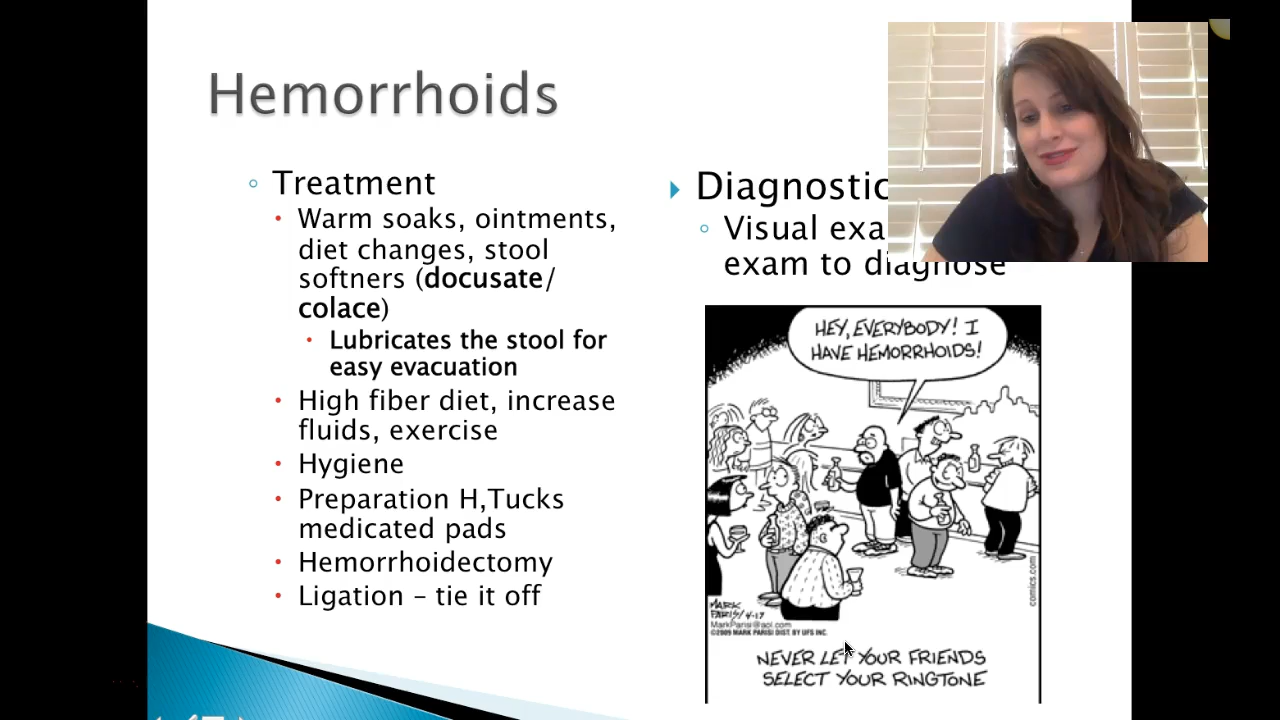 Hemorrhoids
Treatment
Warm soaks, ointments,
diet changes, stool
softners (docusate/
colace)
Lubricates the stool for
easy evacuation
High fiber diet, increase
fluids, exercise
Hygiene
Preparation H,Tucks
medicated pads
Hemorrhoidectomy
Ligation – tie it off
Diagnostic
Visual exa
exam to diagnose
HEY, EVERYBODY! I
HAVE HEMORRHOIDS!
MARK
PARISI/4-17
MarkParisi@aol.com
©2009 MARK PARISI DIST. BY UFS INC.
comics.com
NEVER LET YOUR FRIENDS
SELECT YOUR RINGTONE